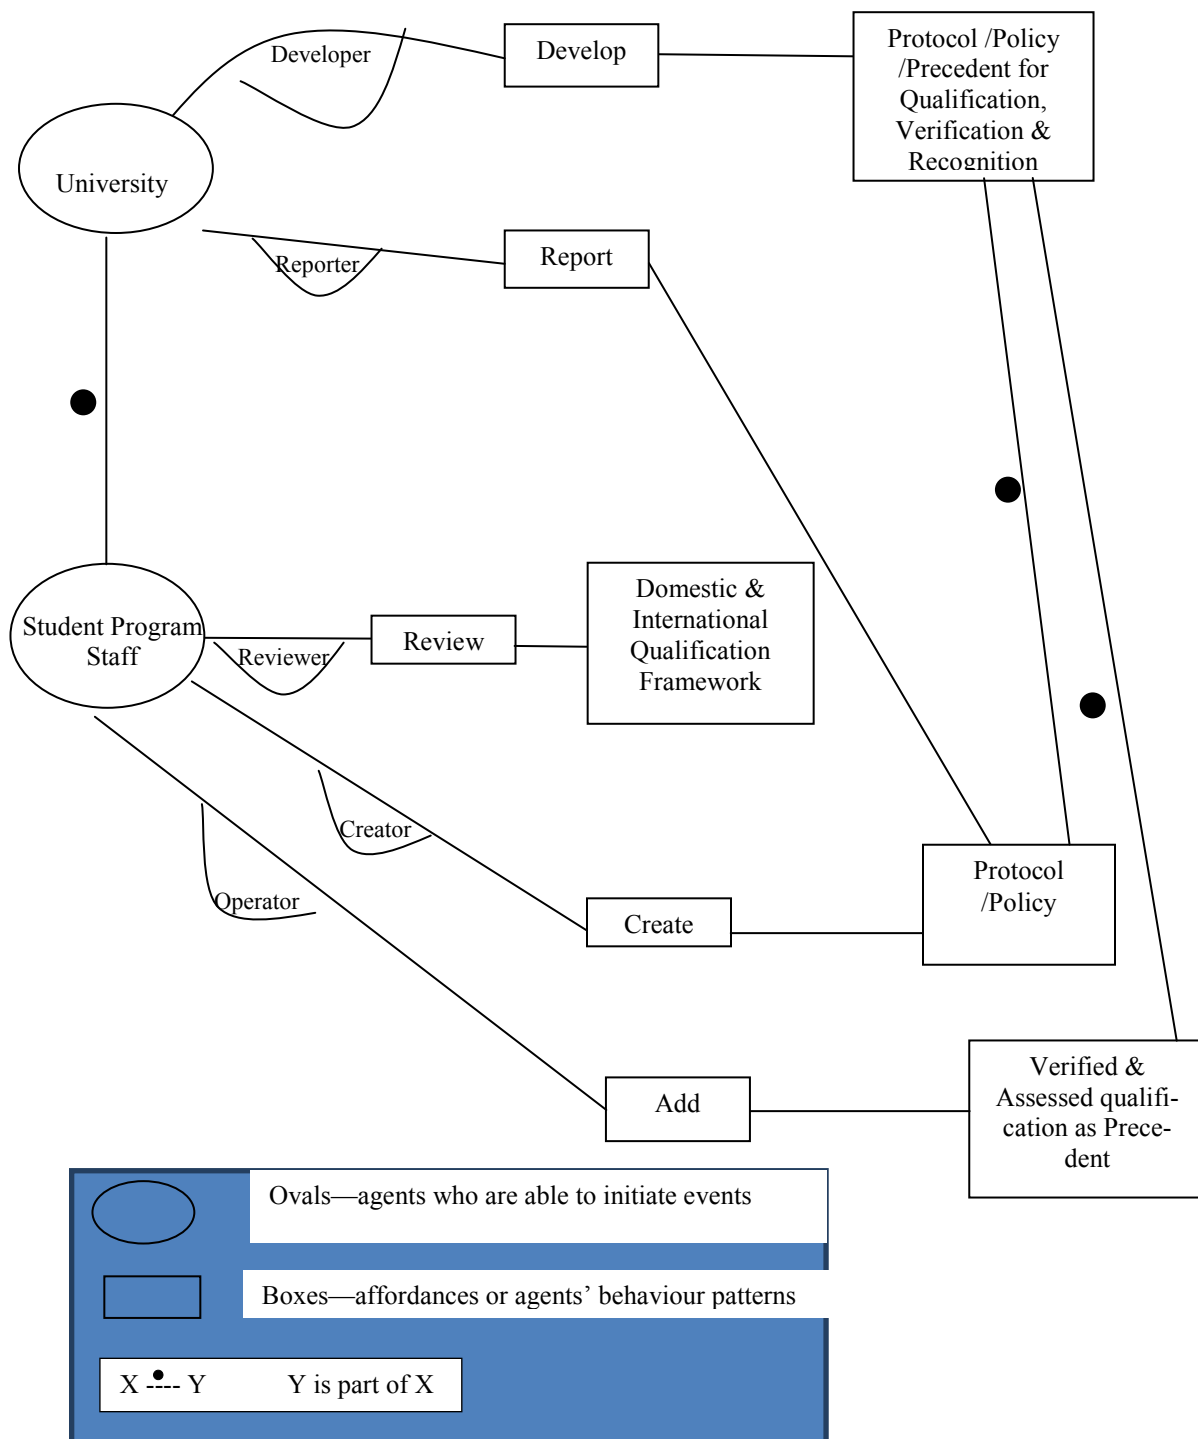 Developer
Develop
Protocol /Policy
/Precedent for
Qualification,
Verification &
Recognition
University
Reporter
Report
Student Program
Staff
Reviewer
Review
Domestic &
International
Qualification
Framework
Creator
Create
Protocol
/Policy
Operator
Add
Verified &
Assessed qualifi-
cation as Prece-
dent
Ovals—agents who are able to initiate events
Boxes—affordances or agents’ behaviour patterns
X ---- Y Y is part of X